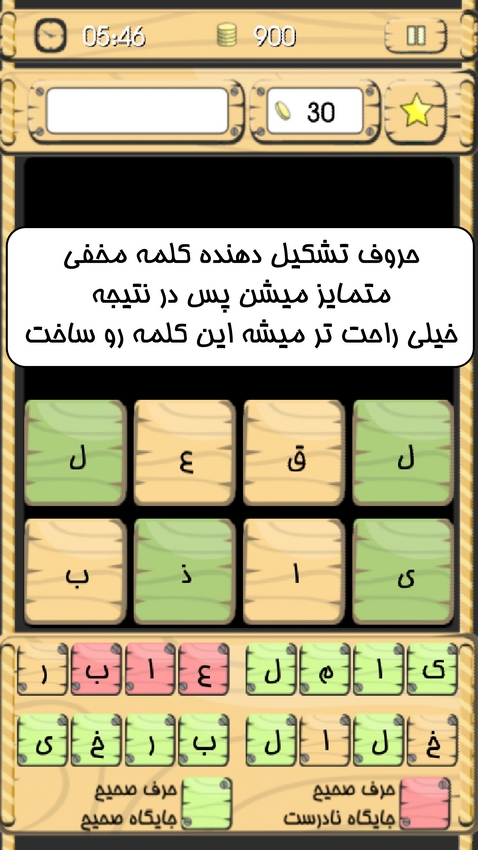 05:46 900
30
حروف تشکیل دهنده کلمه مخفی
متمایز میشن پس در نتیجه
خیلی راحت تر میشه این کلمه رو ساخت
ل ق ع ل
ی ا ذ ب
ک ا م ل ع ا ب ر
خ ل ا ل ب ر خ ی
حرف صحیح حرف صحیح
جایگاه نادرست جایگاه صحیح